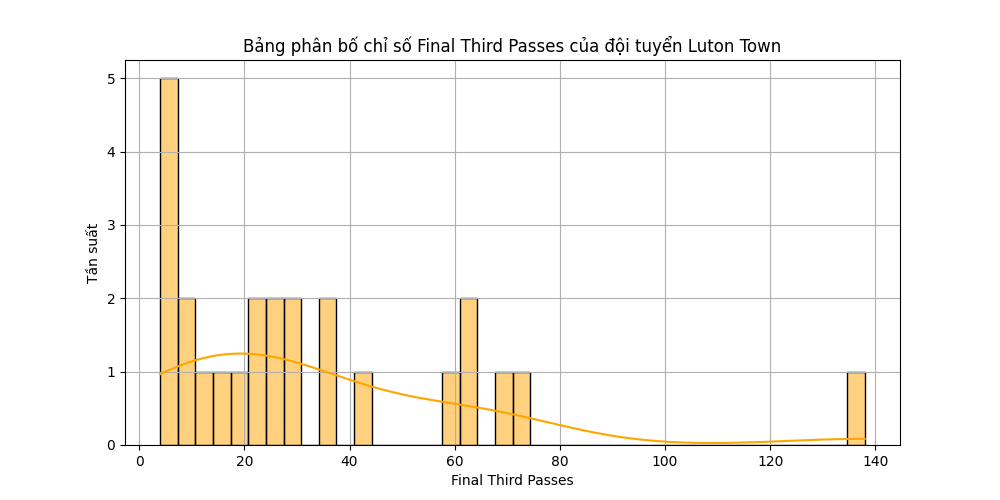 Bảng phân bố chỉ số Final Third Passes của đội tuyển Luton Town
5
4
3
2
1
0
Tần suất
0 20 40 60 80 100 120 140
Final Third Passes